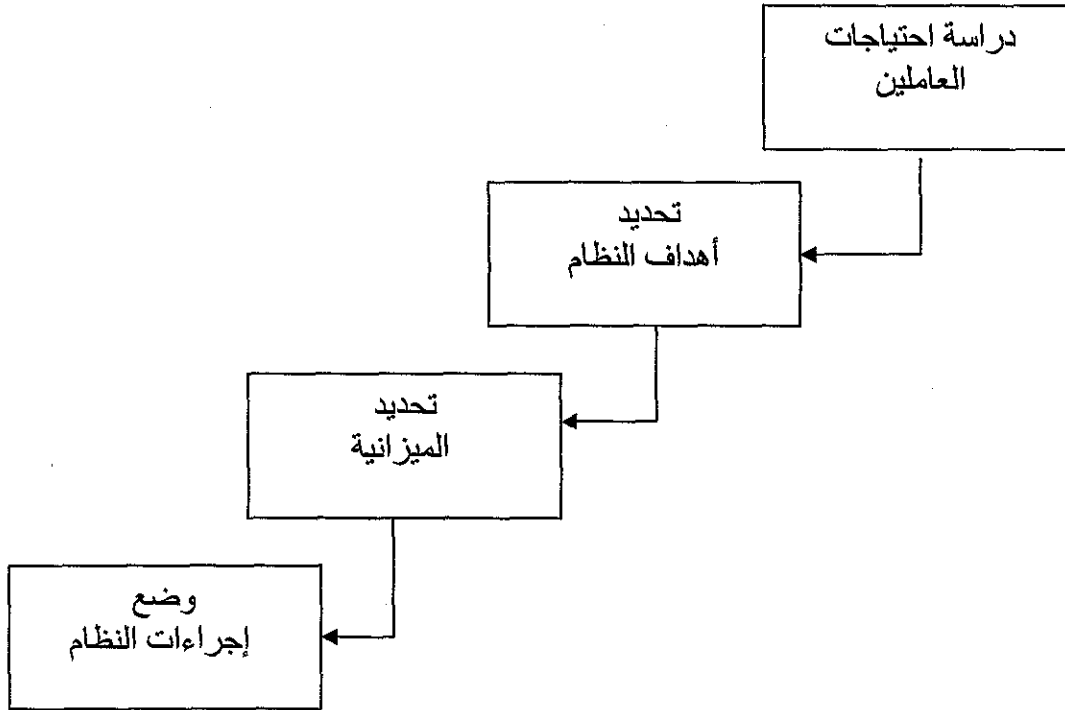 دراسة احتياجات
العاملين
تحديد
أهداف النظام
تحديد
الميزانية
وضع
إجراءات النظام